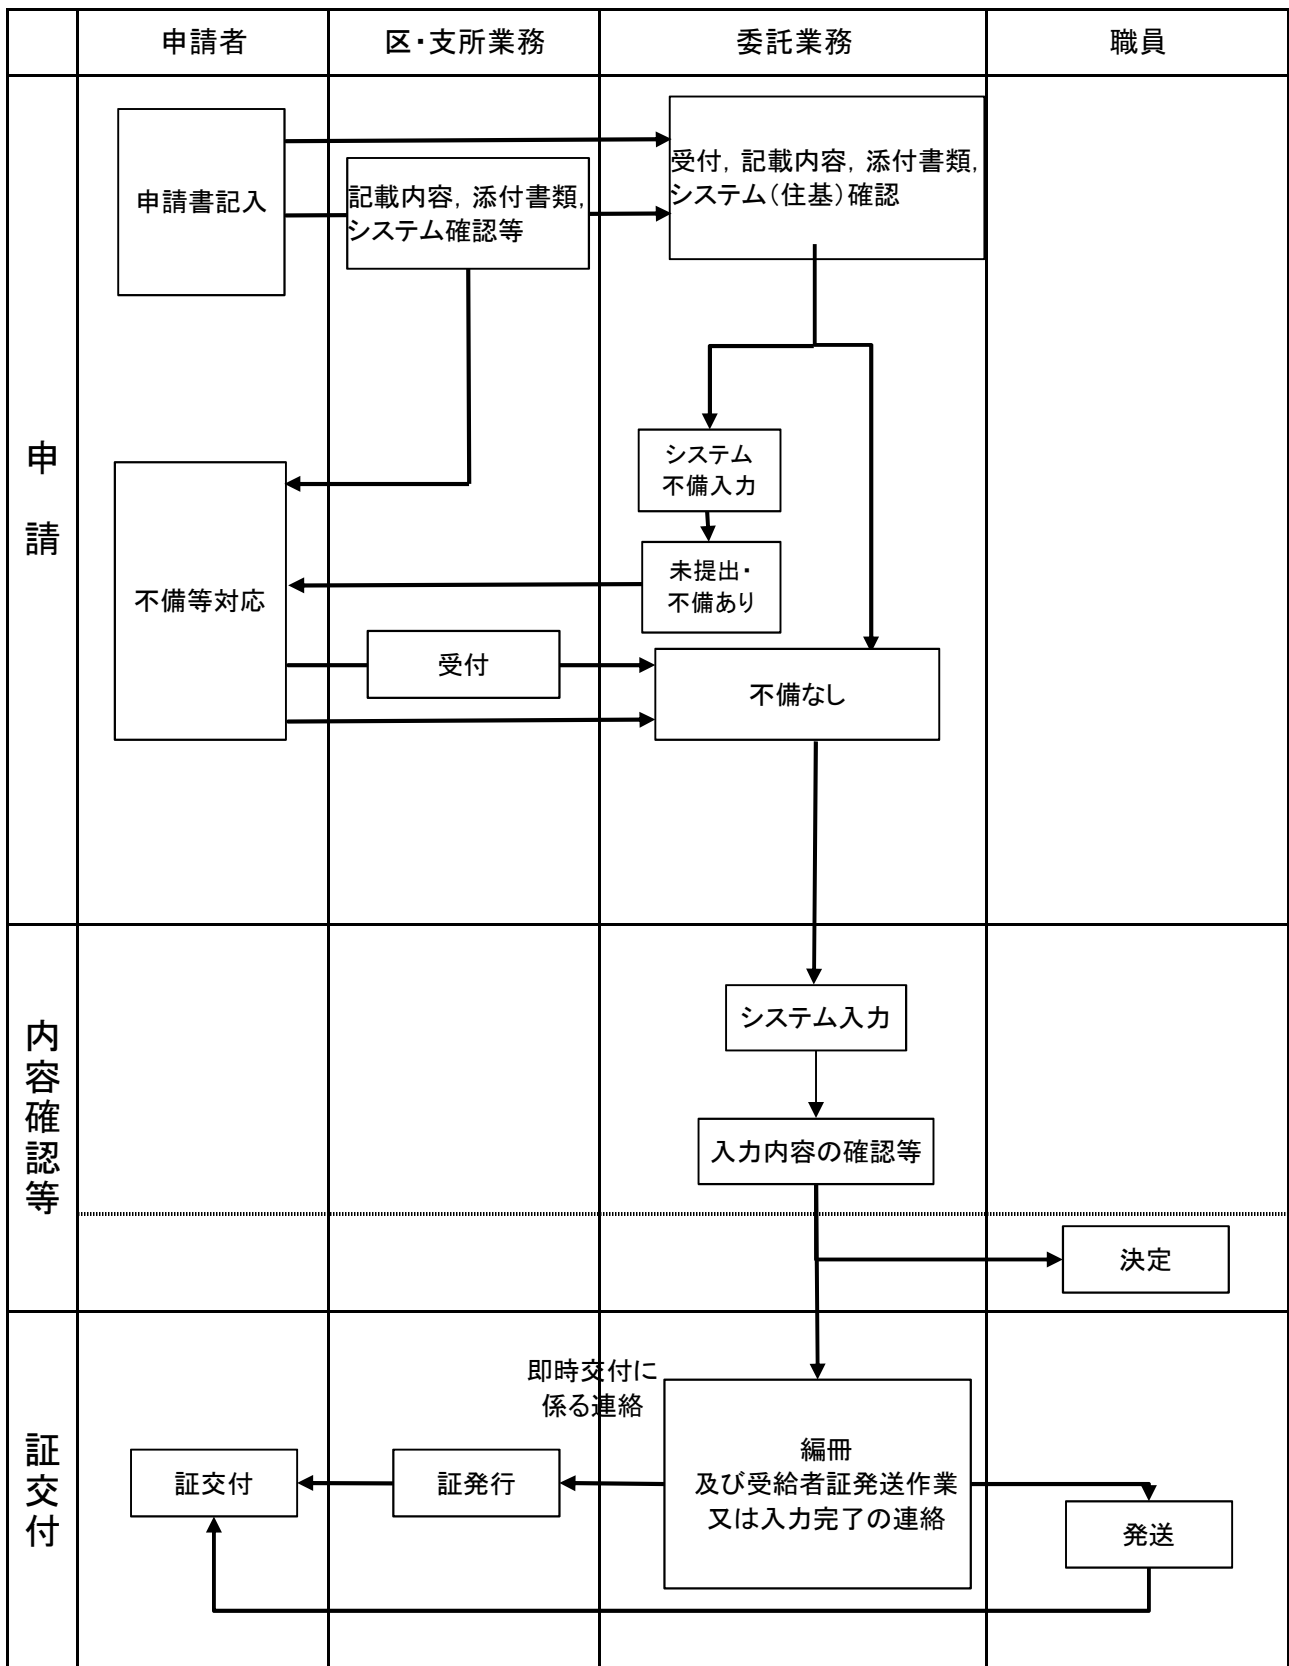 申請者
区・支所業務
委託業務
職員
申請
申請書記入
記載内容，添付書類，
システム確認等
受付，記載内容，添付書類，
システム（住基）確認
システム
不備入力
未提出・
不備あり
不備等対応
受付
不備なし
内容確認等
システム入力
入力内容の確認等
決定
証交付
即時交付に
係る連絡
証交付
証発行
編冊
及び受給者証発送作業
又は入力完了の連絡
発送